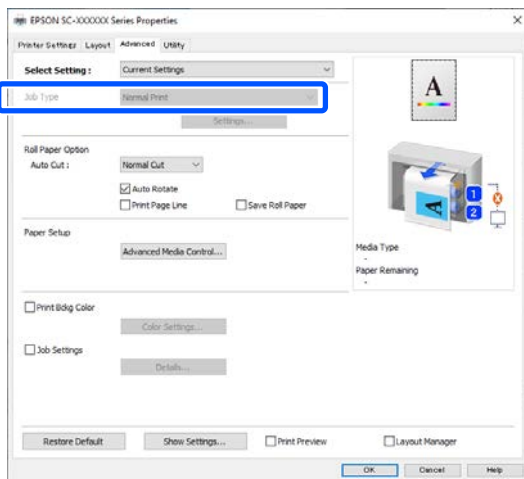 EPSON SC-XXXXXX Series Properties
Printer Settings Layout Advanced Utility
Select Setting : Current Settings
Job Type Normal Print
Settings...
Roll Paper Option
Auto Cut : Normal Cut
Auto Rotate
Print Page Line Save Roll Paper
Paper Setup
Advanced Media Control...
Print Bdkg Color
Color Settings...
Job Settings
Details...
A
A
1
2
Media Type
-
Paper Remaining
-
Restore Default Show Settings... Print Preview Layout Manager
OK Cancel Help